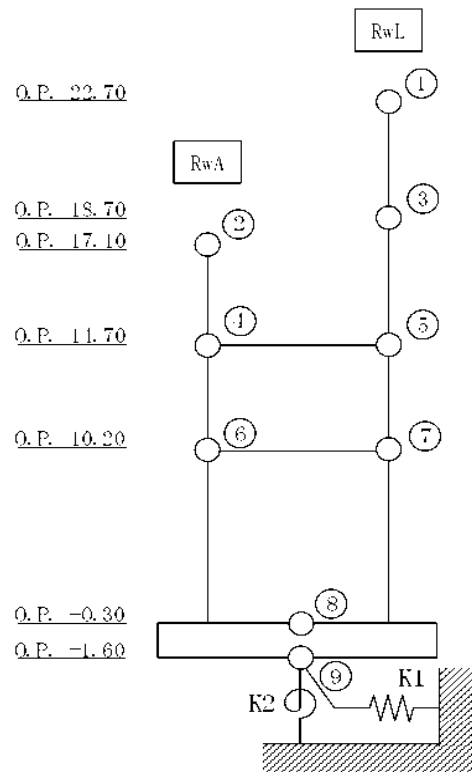 RwL
①
O.P. 22.70
RwA
O.P. 18.70
③
②
O.P. 17.10
④
⑤
O.P. 11.70
⑥
⑦
O.P. 10.20
⑧
O.P. -0.30
O.P. -1.60
⑨
K1
K2